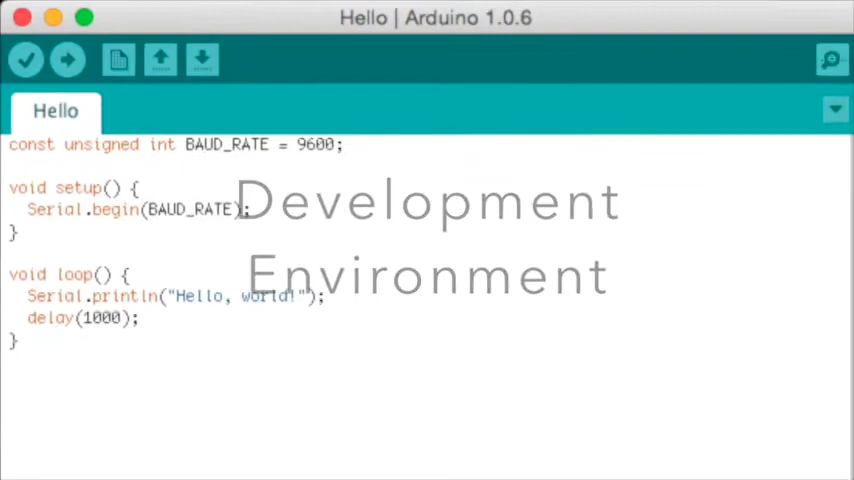 Hello | Arduino 1.0.6
Hello
const unsigned int BAUD_RATE = 9600;
void setup() {
Serial.begin(BAUD_RATE);
}
void loop() {
Serial.println("Hello, world!");
delay(1000);
}
Development
Environment